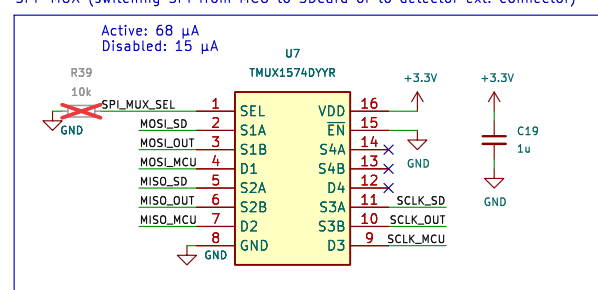 SPI MUX (switching SPI from MCU to SDcard or to detector ext. connector)
Active: 68 µA
Disabled: 15 µA
U7
TMUX1574DYYR
R39
10k
GND
SPI_MUX_SEL 1 SEL
MOSI_SD 2 S1A
MOSI_OUT 3 S1B
MOSI_MCU 4 D1
MISO_SD 5 S2A
MISO_OUT 6 S2B
MISO_MCU 7 D2
GND 8 GND
VDD 16 +3.3V
EN 15 GND
S4A 14
S4B 13
D4 12
S3A 11 SCLK_SD
S3B 10 SCLK_OUT
D3 9 SCLK_MCU
+3.3V
C19
1u
GND